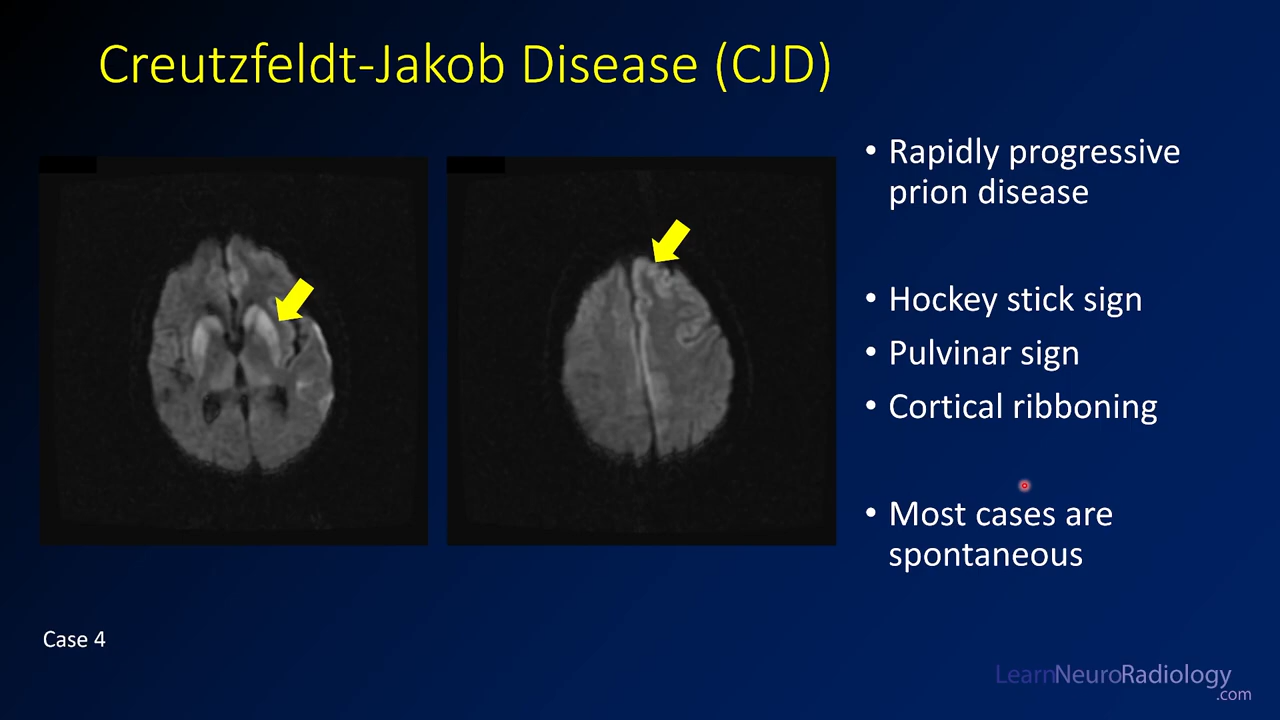 Creutzfeldt-Jakob Disease (CJD)
• Rapidly progressive
prion disease
• Hockey stick sign
• Pulvinar sign
• Cortical ribboning
• Most cases are
spontaneous
Case 4
LearnNeuroRadiology
.com